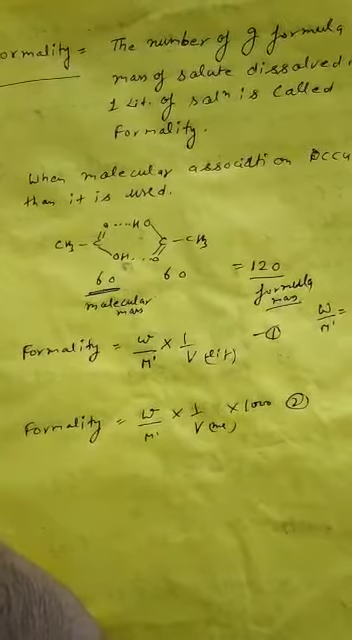 ormality = The number of g formula
mass of solute dissolved
1 Lit. of solⁿ is called
Formality.
When molecular association occu
than it is used.
O ---- HO
CH₃ - C C - CH₃
OH ---- O
60 60 = 120
molecular mass formula mass
W/M' =
Formality = W/M' × 1/V(lit) — ①
Formality = W/M' × 1/V(ml) × 1000 ②